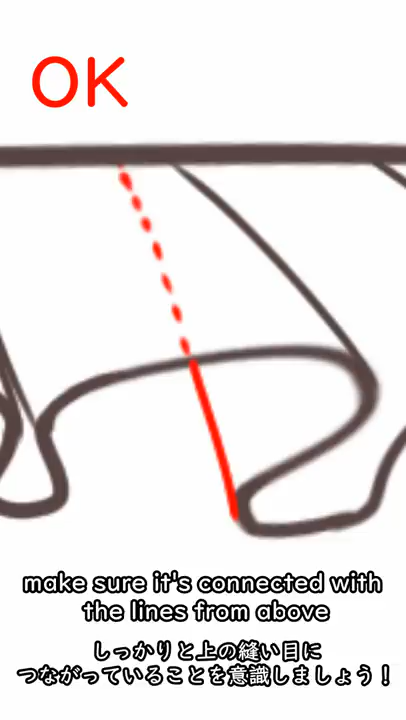 OK
make sure it's connected with
the lines from above
しっかりと上の縫い目に
つながっていることを意識しましょう！